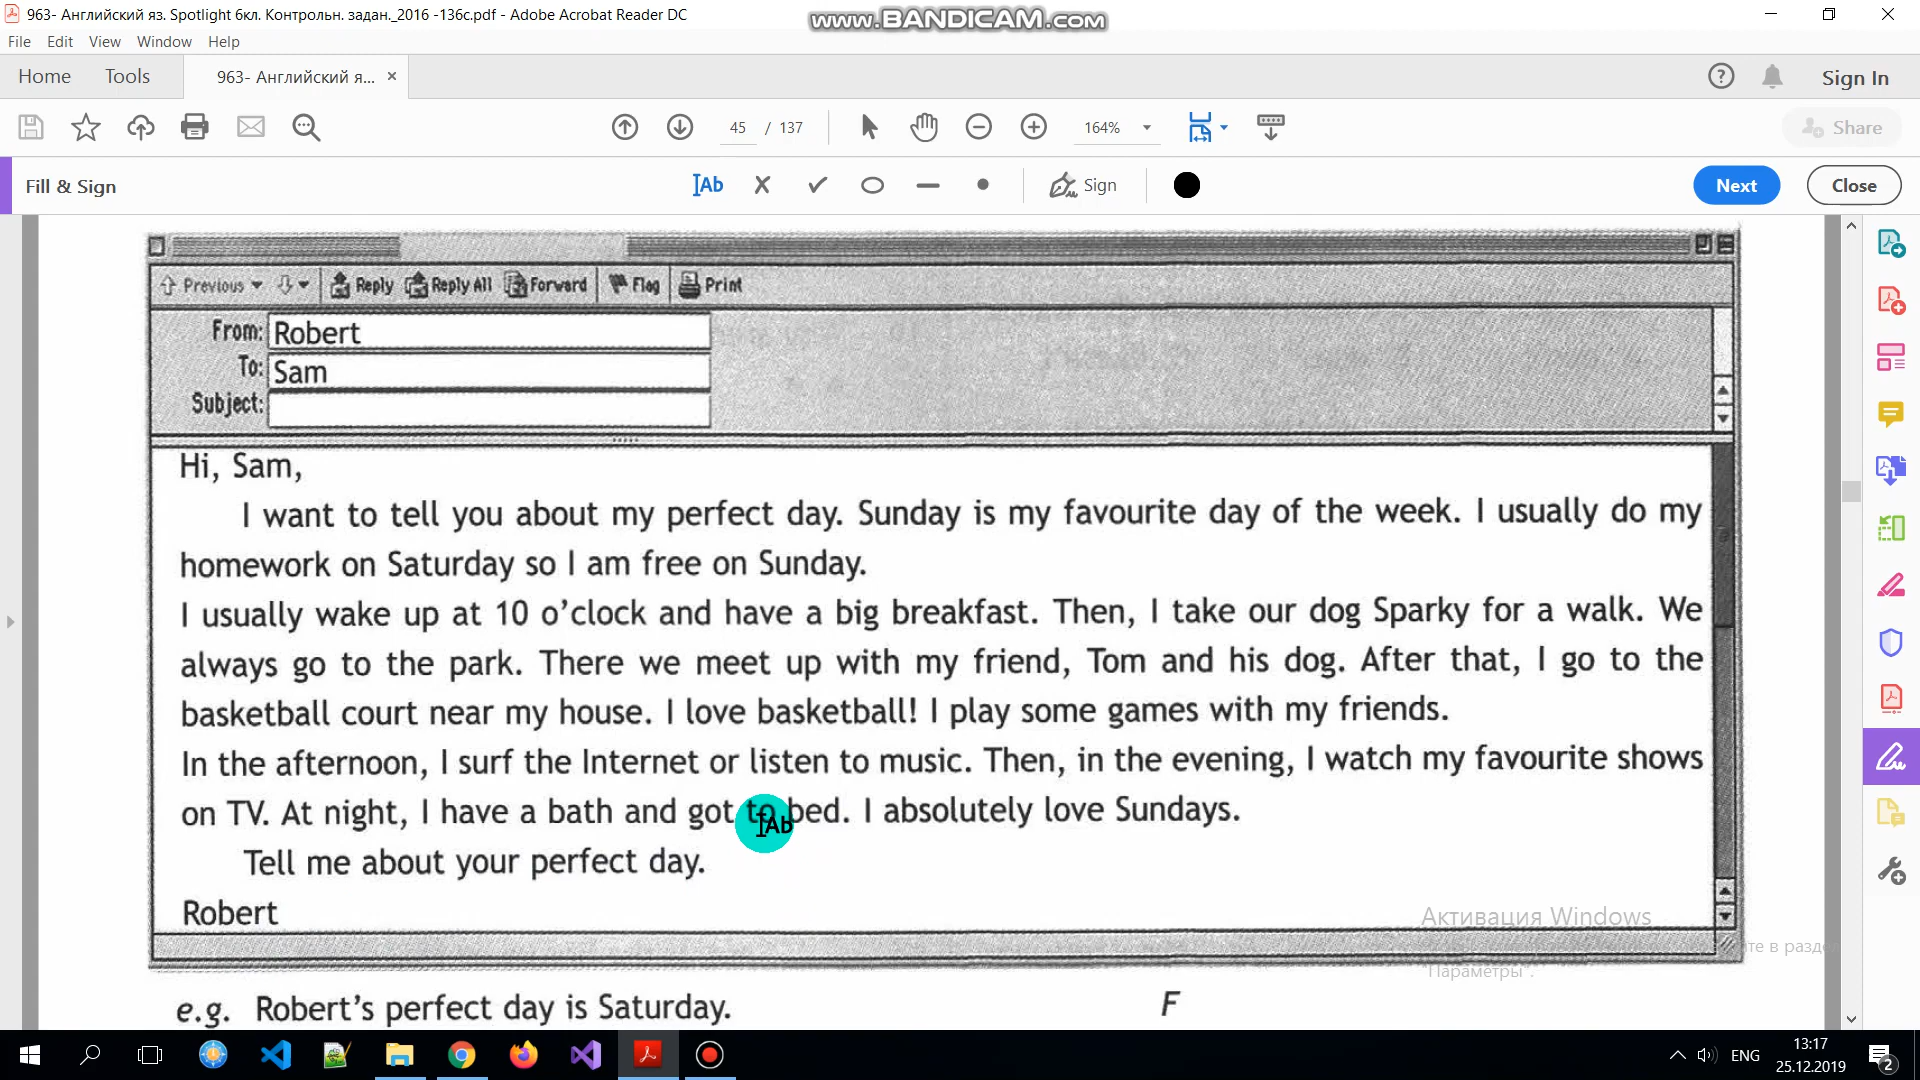 963- Английский яз. Spotlight 6кл. Контрольн. задан._2016 -136с.pdf - Adobe Acrobat Reader DC
www.BANDICAM.com
File Edit View Window Help
Home Tools 963- Английский я... × Sign In
45 / 137 164% Share
Fill & Sign Ab Sign Next Close
Previous Reply Reply All Forward Flag Print
From: Robert
To: Sam
Subject:
Hi, Sam,
I want to tell you about my perfect day. Sunday is my favourite day of the week. I usually do my
homework on Saturday so I am free on Sunday.
I usually wake up at 10 o’clock and have a big breakfast. Then, I take our dog Sparky for a walk. We
always go to the park. There we meet up with my friend, Tom and his dog. After that, I go to the
basketball court near my house. I love basketball! I play some games with my friends.
In the afternoon, I surf the Internet or listen to music. Then, in the evening, I watch my favourite shows
on TV. At night, I have a bath and got to bed. I absolutely love Sundays.
Ab
Tell me about your perfect day.
Robert
Активация Windows
те в разде
"Параметры".
e.g. Robert’s perfect day is Saturday. F
ENG 13:17
25.12.2019 2